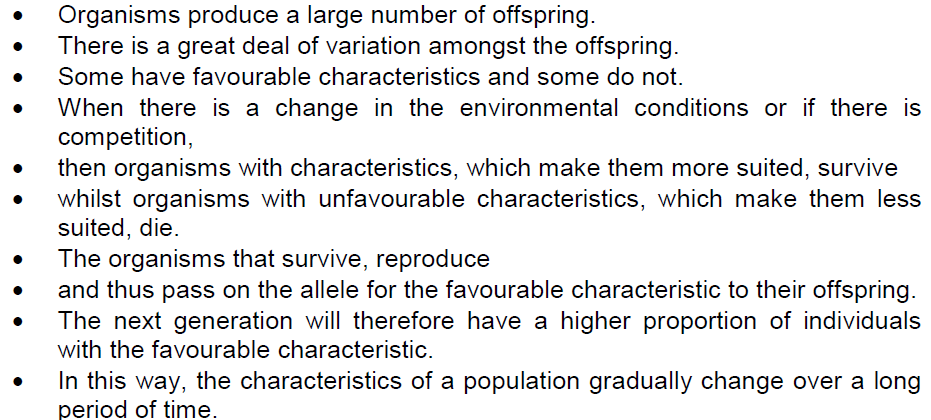 • Organisms produce a large number of offspring.
• There is a great deal of variation amongst the offspring.
• Some have favourable characteristics and some do not.
• When there is a change in the environmental conditions or if there is
competition,
• then organisms with characteristics, which make them more suited, survive
• whilst organisms with unfavourable characteristics, which make them less
suited, die.
• The organisms that survive, reproduce
• and thus pass on the allele for the favourable characteristic to their offspring.
• The next generation will therefore have a higher proportion of individuals
with the favourable characteristic.
• In this way, the characteristics of a population gradually change over a long
period of time.